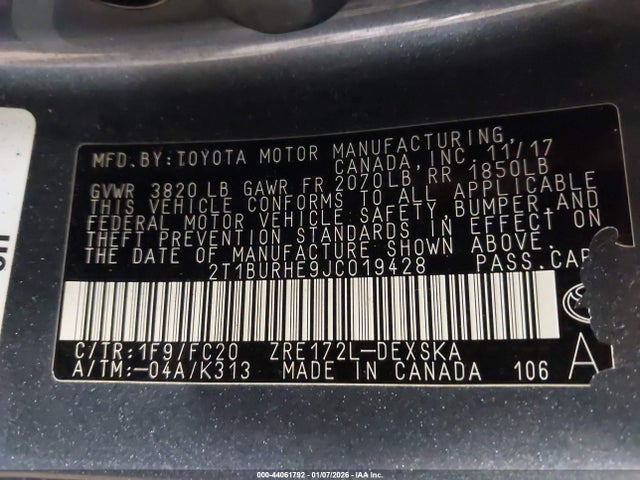 MFD. BY: TOYOTA MOTOR MANUFACTURING,
CANADA, INC. 11/17
GVWR 3820 LB GAWR FR 2020 LB RR 1850LB
THIS VEHICLE CONFORMS TO ALL APPLICABLE
FEDERAL MOTOR VEHICLE SAFETY, BUMPER, AND
THEFT PREVENTION STANDARDS IN EFFECT ON
THE DATE OF MANUFACTURE SHOWN ABOVE.
2T1BURHE9JC019428 PASS. CAR
C/TR: 1F9/FC20 ZRE172L-DEXSKA
A/TM: -04A/K313 MADE IN CANADA 106
A
000-44061792 - 01/07/2026 - IAA Inc.